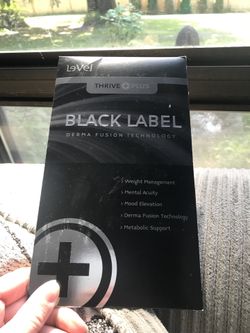 Le-Vel
THRIVE + PLUS
BLACK LABEL
DERMA FUSION TECHNOLOGY
Weight Management
Mental Acuity
Mood Elevation
Derma Fusion Technology
Metabolic Support